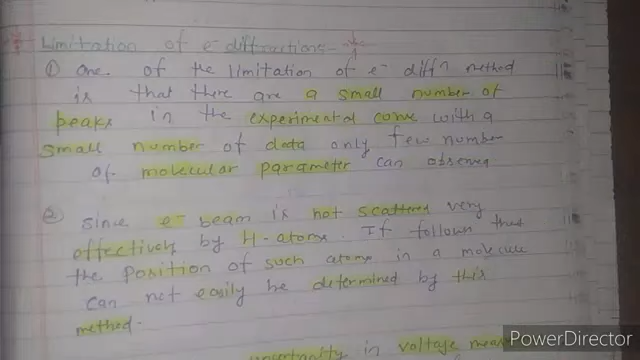 Limitation of e⁻ diffractions -
① One of the limitation of e⁻ diffn method
is that there are a small number of
peaks in the experimental curve with a
small number of data only few number
of molecular parameter can observed
② Since e⁻ beam is not scattered very
effectively by H-atoms. It follows that
the position of such atoms in a molecule
can not easily be determined by this
method.
uncertainity in voltage
PowerDirector